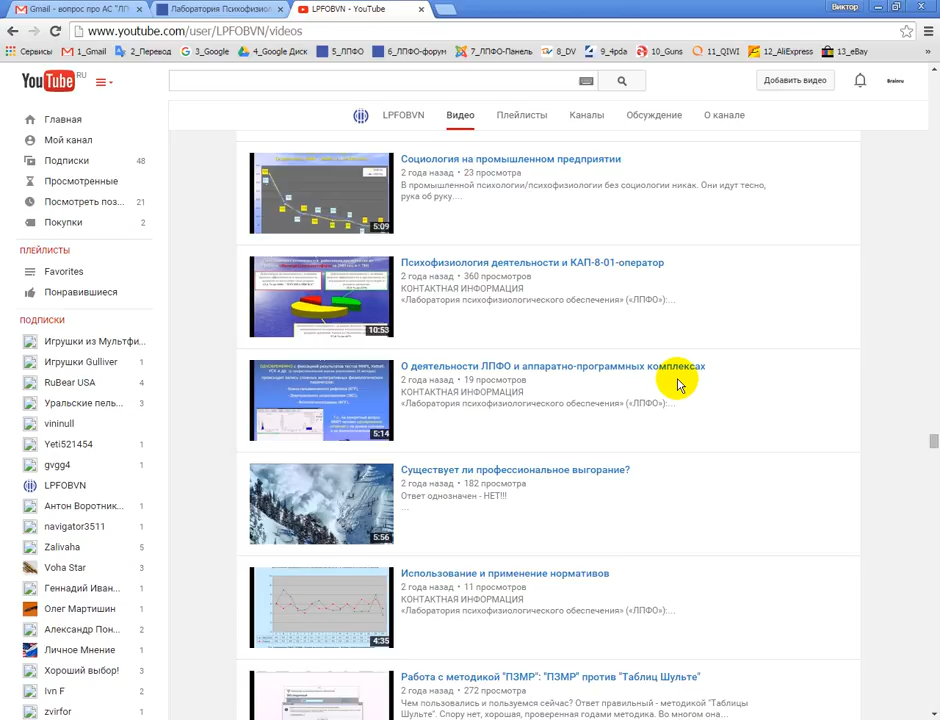 Gmail - вопрос про АС "ЛП
Лаборатория Психофизиол
LPFOBVN - YouTube
Виктор
www.youtube.com/user/LPFOBVN/videos
Сервисы
1_Gmail
2_Перевод
3_Google
4_Google Диск
5_ЛПФО
6_ЛПФО-форум
7_ЛПФО-Панель
8_DV
9_4pda
10_Guns
11_QIWI
12_AliExpress
13_eBay
»
YouTube RU
Добавить видео
Brainru
LPFOBVN
Видео
Плейлисты
Каналы
Обсуждение
О канале
Главная
Мой канал
Подписки 48
Просмотренные
Посмотреть поз... 21
Покупки 2
ПЛЕЙЛИСТЫ
Favorites
Понравившиеся
ПОДПИСКИ
Игрушки из Мультфи...
Игрушки Gulliver 1
RuBear USA 4
Уральские пель... 3
vininull
Yeti521454 1
gvgg4 1
LPFOBVN
Антон Воротник... 1
navigator3511 1
Zalivaha 5
Voha Star 3
Геннадий Иван... 1
Олег Мартишин 1
Александр Пон... 2
Личное Мнение 1
Хороший выбор! 3
Ivn F 2
zvirfor 1
5:09
Социология на промышленном предприятии
2 года назад • 23 просмотра
В промышленной психологии/психофизиологии без социологии никак. Они идут тесно,
рука об руку....
10:53
Психофизиология деятельности и КАП-8-01-оператор
2 года назад • 360 просмотров
КОНТАКТНАЯ ИНФОРМАЦИЯ
«Лаборатория психофизиологического обеспечения» («ЛПФО»):...
5:14
О деятельности ЛПФО и аппаратно-программных комплексах
2 года назад • 19 просмотров
КОНТАКТНАЯ ИНФОРМАЦИЯ
«Лаборатория психофизиологического обеспечения» («ЛПФО»):...
5:56
Существует ли профессиональное выгорание?
2 года назад • 182 просмотра
Ответ однозначен - НЕТ!!!
...
4:35
Использование и применение нормативов
2 года назад • 11 просмотров
КОНТАКТНАЯ ИНФОРМАЦИЯ
«Лаборатория психофизиологического обеспечения» («ЛПФО»):...
Работа с методикой "ПЗМР": "ПЗМР" против "Таблиц Шульте"
2 года назад • 272 просмотра
Чем пользовались и пользуемся сейчас? Ответ правильный - методикой "Таблицы
Шульте". Спору нет, хорошая, проверенная годами методика. Во многом она...